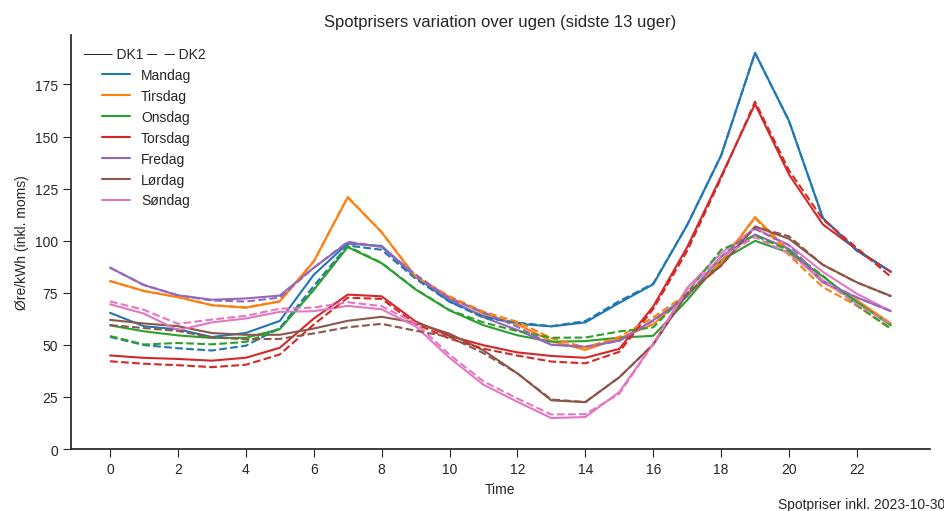 Spotprisers variation over ugen (sidste 13 uger)
DK1 DK2
Mandag
Tirsdag
Onsdag
Torsdag
Fredag
Lørdag
Søndag
Øre/kWh (inkl. moms)
175
150
125
100
75
50
25
0
0 2 4 6 8 10 12 14 16 18 20 22
Time
Spotpriser inkl. 2023-10-30